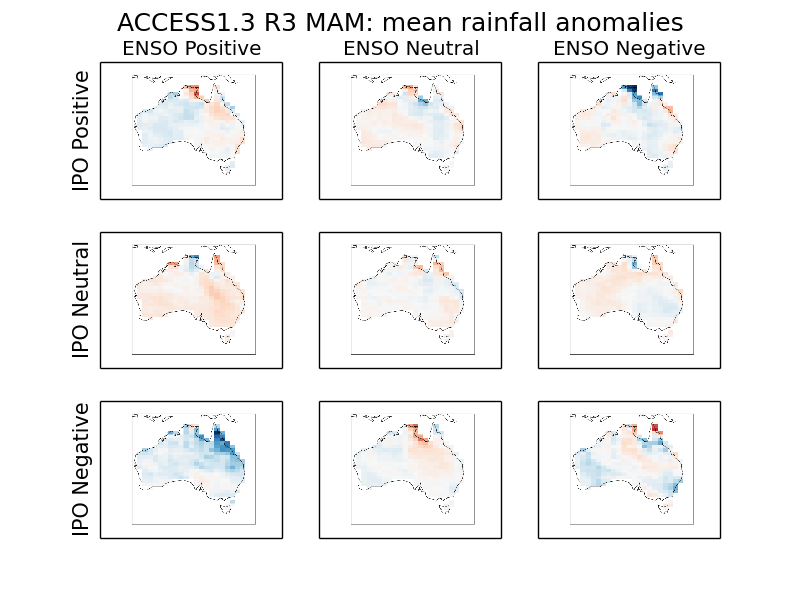 ACCESS1.3 R3 MAM: mean rainfall anomalies
ENSO Positive ENSO Neutral ENSO Negative
IPO Positive
IPO Neutral
IPO Negative